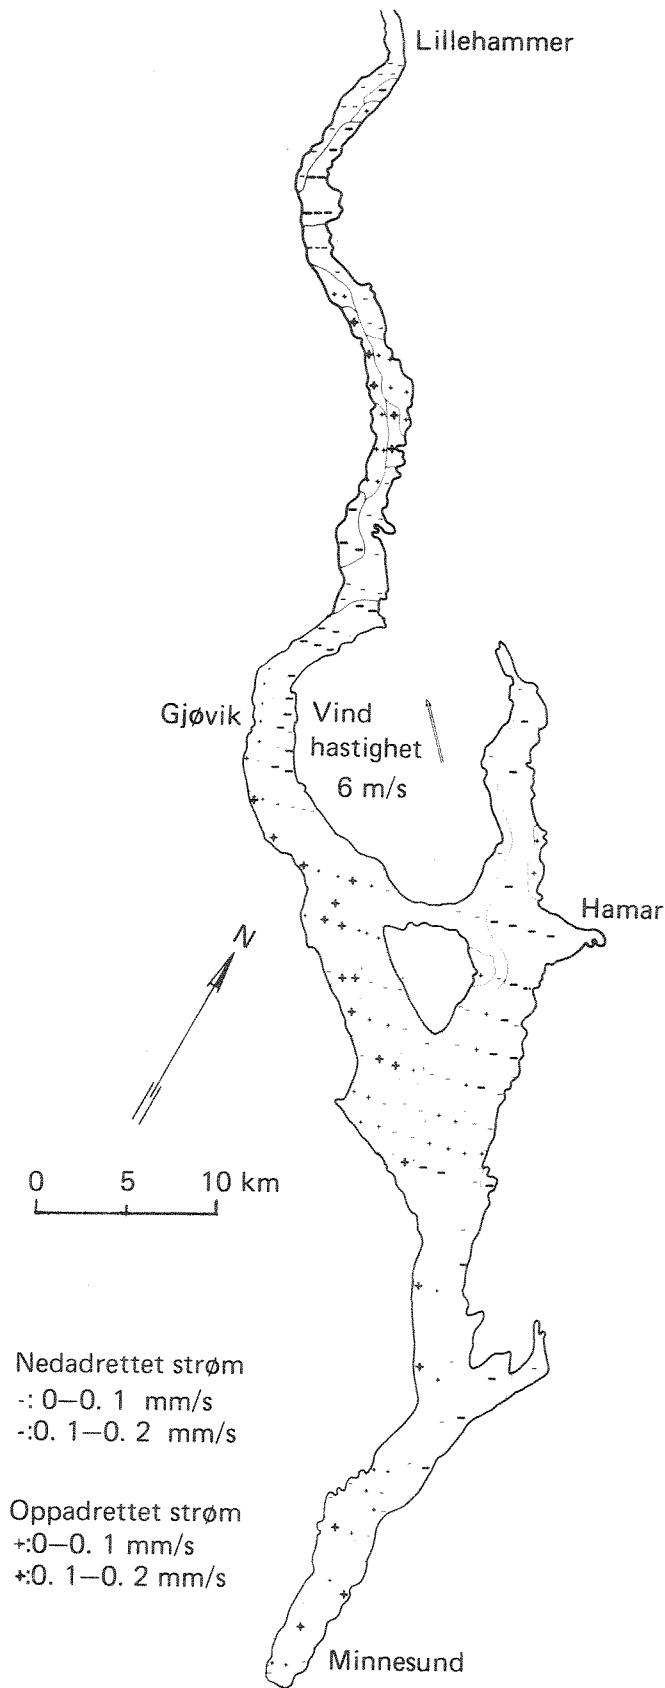 Lillehammer
Gjøvik
Vind
hastighet
6 m/s
Hamar
N
0 5 10 km
Nedadrettet strøm
-: 0–0. 1 mm/s
-:0. 1–0. 2 mm/s
Oppadrettet strøm
+:0–0. 1 mm/s
+:0. 1–0. 2 mm/s
Minnesund